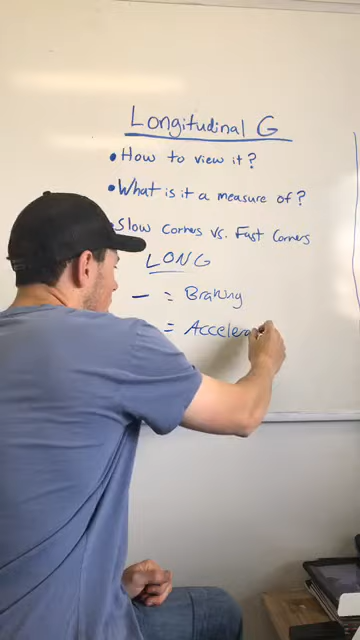 Longitudinal G
• How to view it?
• What is it a measure of?
• Slow Corners vs. Fast Corners
LONG
- = Braking
= Accelera